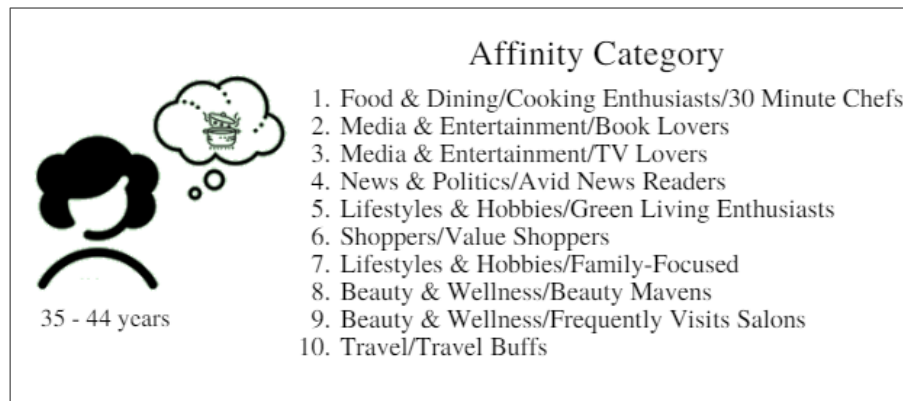 Affinity Category
1. Food & Dining/Cooking Enthusiasts/30 Minute Chefs
2. Media & Entertainment/Book Lovers
3. Media & Entertainment/TV Lovers
4. News & Politics/Avid News Readers
5. Lifestyles & Hobbies/Green Living Enthusiasts
6. Shoppers/Value Shoppers
7. Lifestyles & Hobbies/Family-Focused
8. Beauty & Wellness/Beauty Mavens
9. Beauty & Wellness/Frequently Visits Salons
10. Travel/Travel Buffs
35 - 44 years